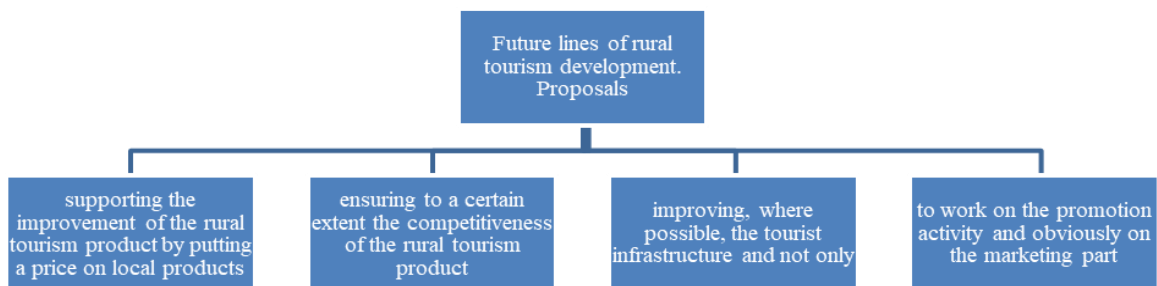 Future lines of rural
tourism development.
Proposals
supporting the
improvement of the rural
tourism product by putting
a price on local products
ensuring to a certain
extent the competitiveness
of the rural tourism
product
improving, where
possible, the tourist
infrastructure and not only
to work on the promotion
activity and obviously on
the marketing part